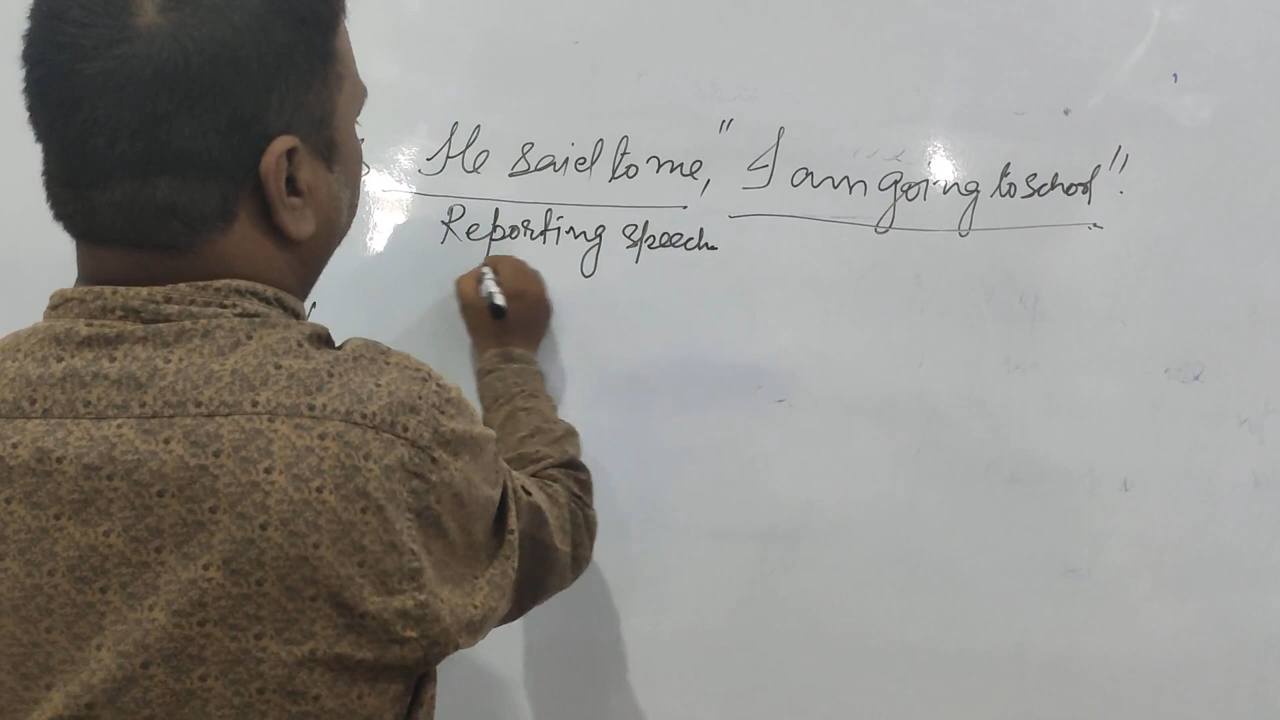 He said to me, "I am going to school".
Reporting speech